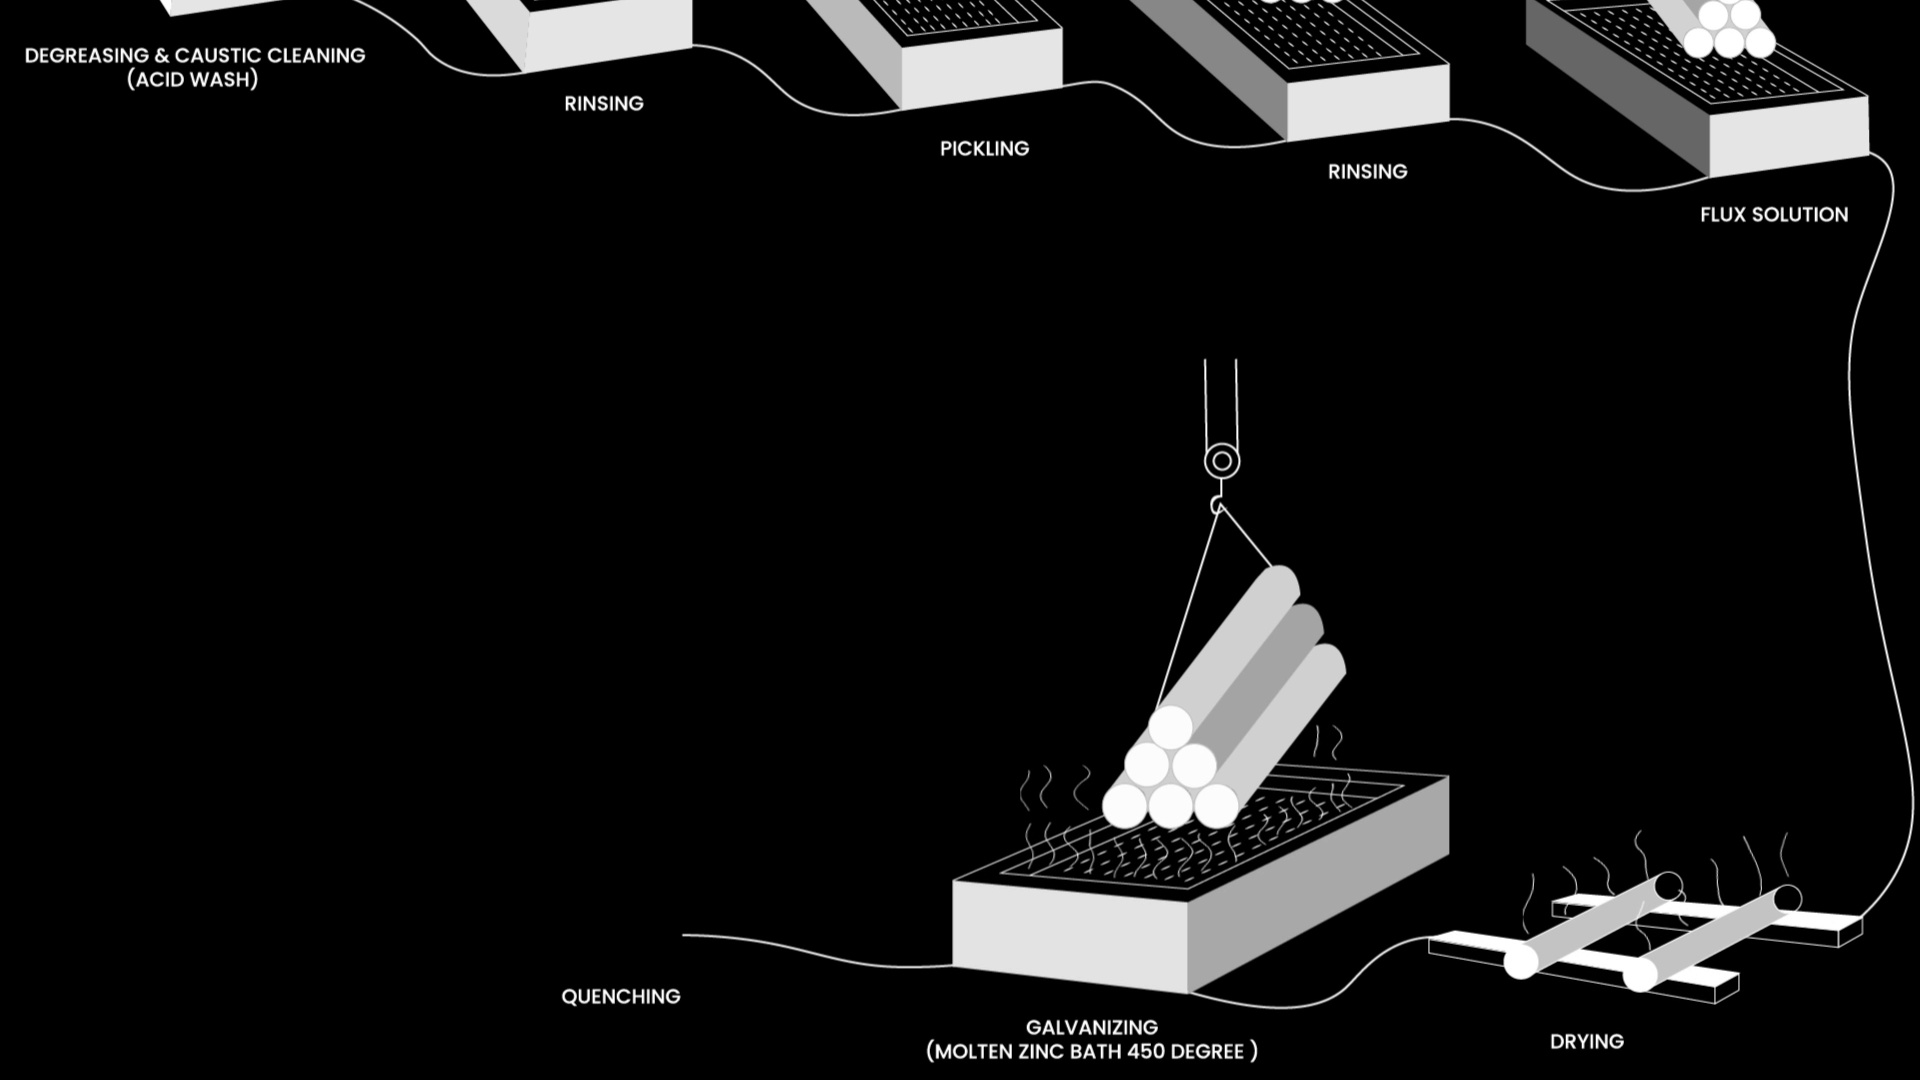 DEGREASING & CAUSTIC CLEANING
(ACID WASH)
RINSING
PICKLING
RINSING
FLUX SOLUTION
QUENCHING
GALVANIZING
(MOLTEN ZINC BATH 450 DEGREE )
DRYING